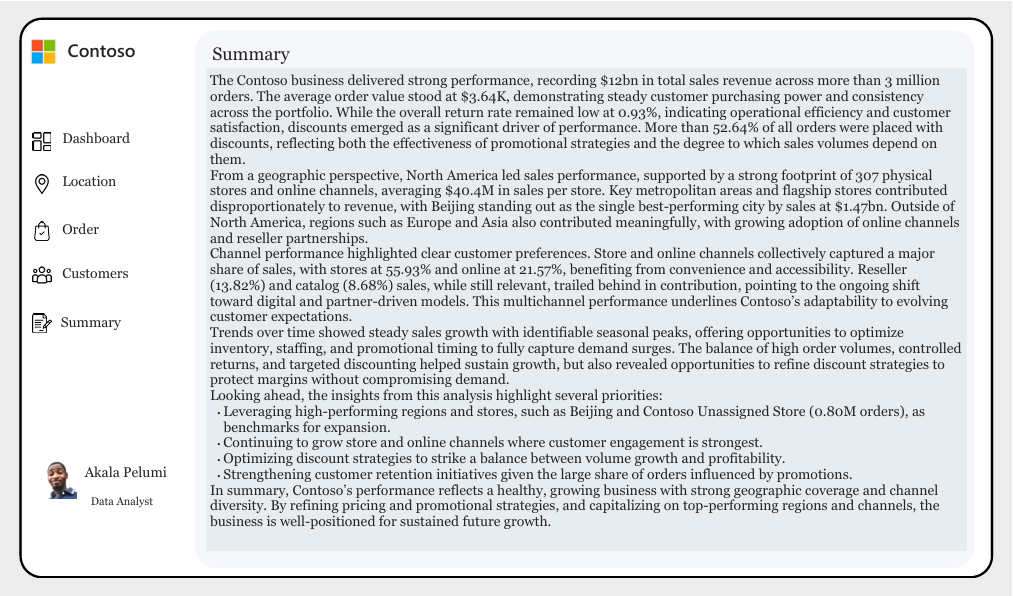 Contoso
Dashboard
Location
Order
Customers
Summary
Akala Pelumi
Data Analyst
Summary
The Contoso business delivered strong performance, recording $12bn in total sales revenue across more than 3 million
orders. The average order value stood at $3.64K, demonstrating steady customer purchasing power and consistency
across the portfolio. While the overall return rate remained low at 0.93%, indicating operational efficiency and customer
satisfaction, discounts emerged as a significant driver of performance. More than 52.64% of all orders were placed with
discounts, reflecting both the effectiveness of promotional strategies and the degree to which sales volumes depend on
them.
From a geographic perspective, North America led sales performance, supported by a strong footprint of 307 physical
stores and online channels, averaging $40.4M in sales per store. Key metropolitan areas and flagship stores contributed
disproportionately to revenue, with Beijing standing out as the single best-performing city by sales at $1.47bn. Outside of
North America, regions such as Europe and Asia also contributed meaningfully, with growing adoption of online channels
and reseller partnerships.
Channel performance highlighted clear customer preferences. Store and online channels collectively captured a major
share of sales, with stores at 55.93% and online at 21.57%, benefiting from convenience and accessibility. Reseller
(13.82%) and catalog (8.68%) sales, while still relevant, trailed behind in contribution, pointing to the ongoing shift
toward digital and partner-driven models. This multichannel performance underlines Contoso's adaptability to evolving
customer expectations.
Trends over time showed steady sales growth with identifiable seasonal peaks, offering opportunities to optimize
inventory, staffing, and promotional timing to fully capture demand surges. The balance of high order volumes, controlled
returns, and targeted discounting helped sustain growth, but also revealed opportunities to refine discount strategies to
protect margins without compromising demand.
Looking ahead, the insights from this analysis highlight several priorities:
· Leveraging high-performing regions and stores, such as Beijing and Contoso Unassigned Store (0.80M orders), as
benchmarks for expansion.
· Continuing to grow store and online channels where customer engagement is strongest.
· Optimizing discount strategies to strike a balance between volume growth and profitability.
· Strengthening customer retention initiatives given the large share of orders influenced by promotions.
In summary, Contoso's performance reflects a healthy, growing business with strong geographic coverage and channel
diversity. By refining pricing and promotional strategies, and capitalizing on top-performing regions and channels, the
business is well-positioned for sustained future growth.